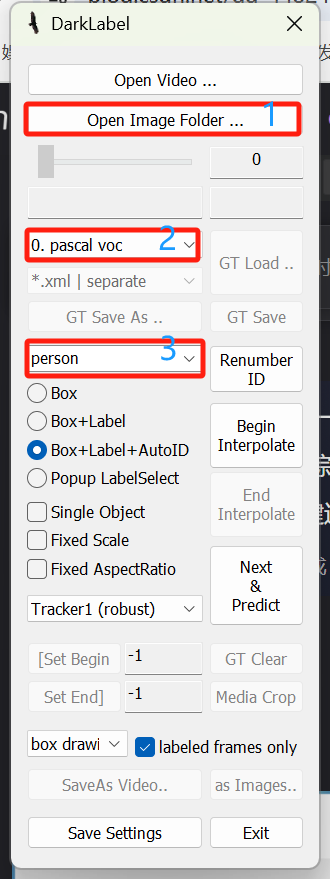 DarkLabel
Open Video ...
Open Image Folder ... 1
0
0. pascal voc 2
GT Load ..
*.xml | separate
GT Save As ..
GT Save
3
person
Renumber
ID
Box
Box+Label
Begin
Interpolate
Box+Label+AutoID
Popup LabelSelect
End
Interpolate
Single Object
Fixed Scale
Fixed AspectRatio
Next
&
Predict
Tracker1 (robust)
[Set Begin
-1
GT Clear
Set End]
-1
Media Crop
box drawi
labeled frames only
SaveAs Video..
as Images..
Save Settings
Exit